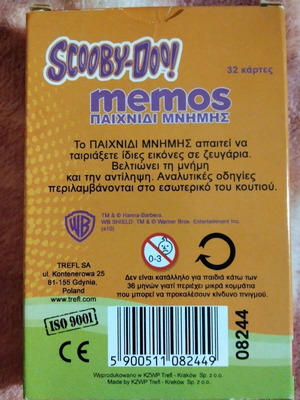 SCOOBY-DOO!
32 κάρτες
memos
ΠΑΙΧΝΙΔΙ ΜΝΗΜΗΣ
Το ΠΑΙΧΝΙΔΙ ΜΝΗΜΗΣ απαιτεί να
ταιριάξετε ίδιες εικόνες σε ζευγάρια.
Βελτιώνει τη μνήμη
και την αντίληψη. Αναλυτικές οδηγίες
περιλαμβάνονται στο εσωτερικό του κουτιού.
WB
TM & © Hanna-Barbera.
WB SHIELD: TM & © Warner Bros. Entertainment Inc.
(s10)
TREFL SA
ul. Kontenerowa 25
81-155 Gdynia,
Poland
www.trefl.com
0-3
Δεν είναι κατάλληλο για παιδιά κάτω των
36 μηνών γιατί περιέχει μικρά κομμάτια
που μπορεί να προκαλέσουν κίνδυνο πνιγμού.
ISO 9001
CE
5 900511 082449
08244
Wyprodukowano w KZWP Trefl - Kraków Sp. z o.o.
Made by KZWP Trefl - Kraków Sp. z o.o.